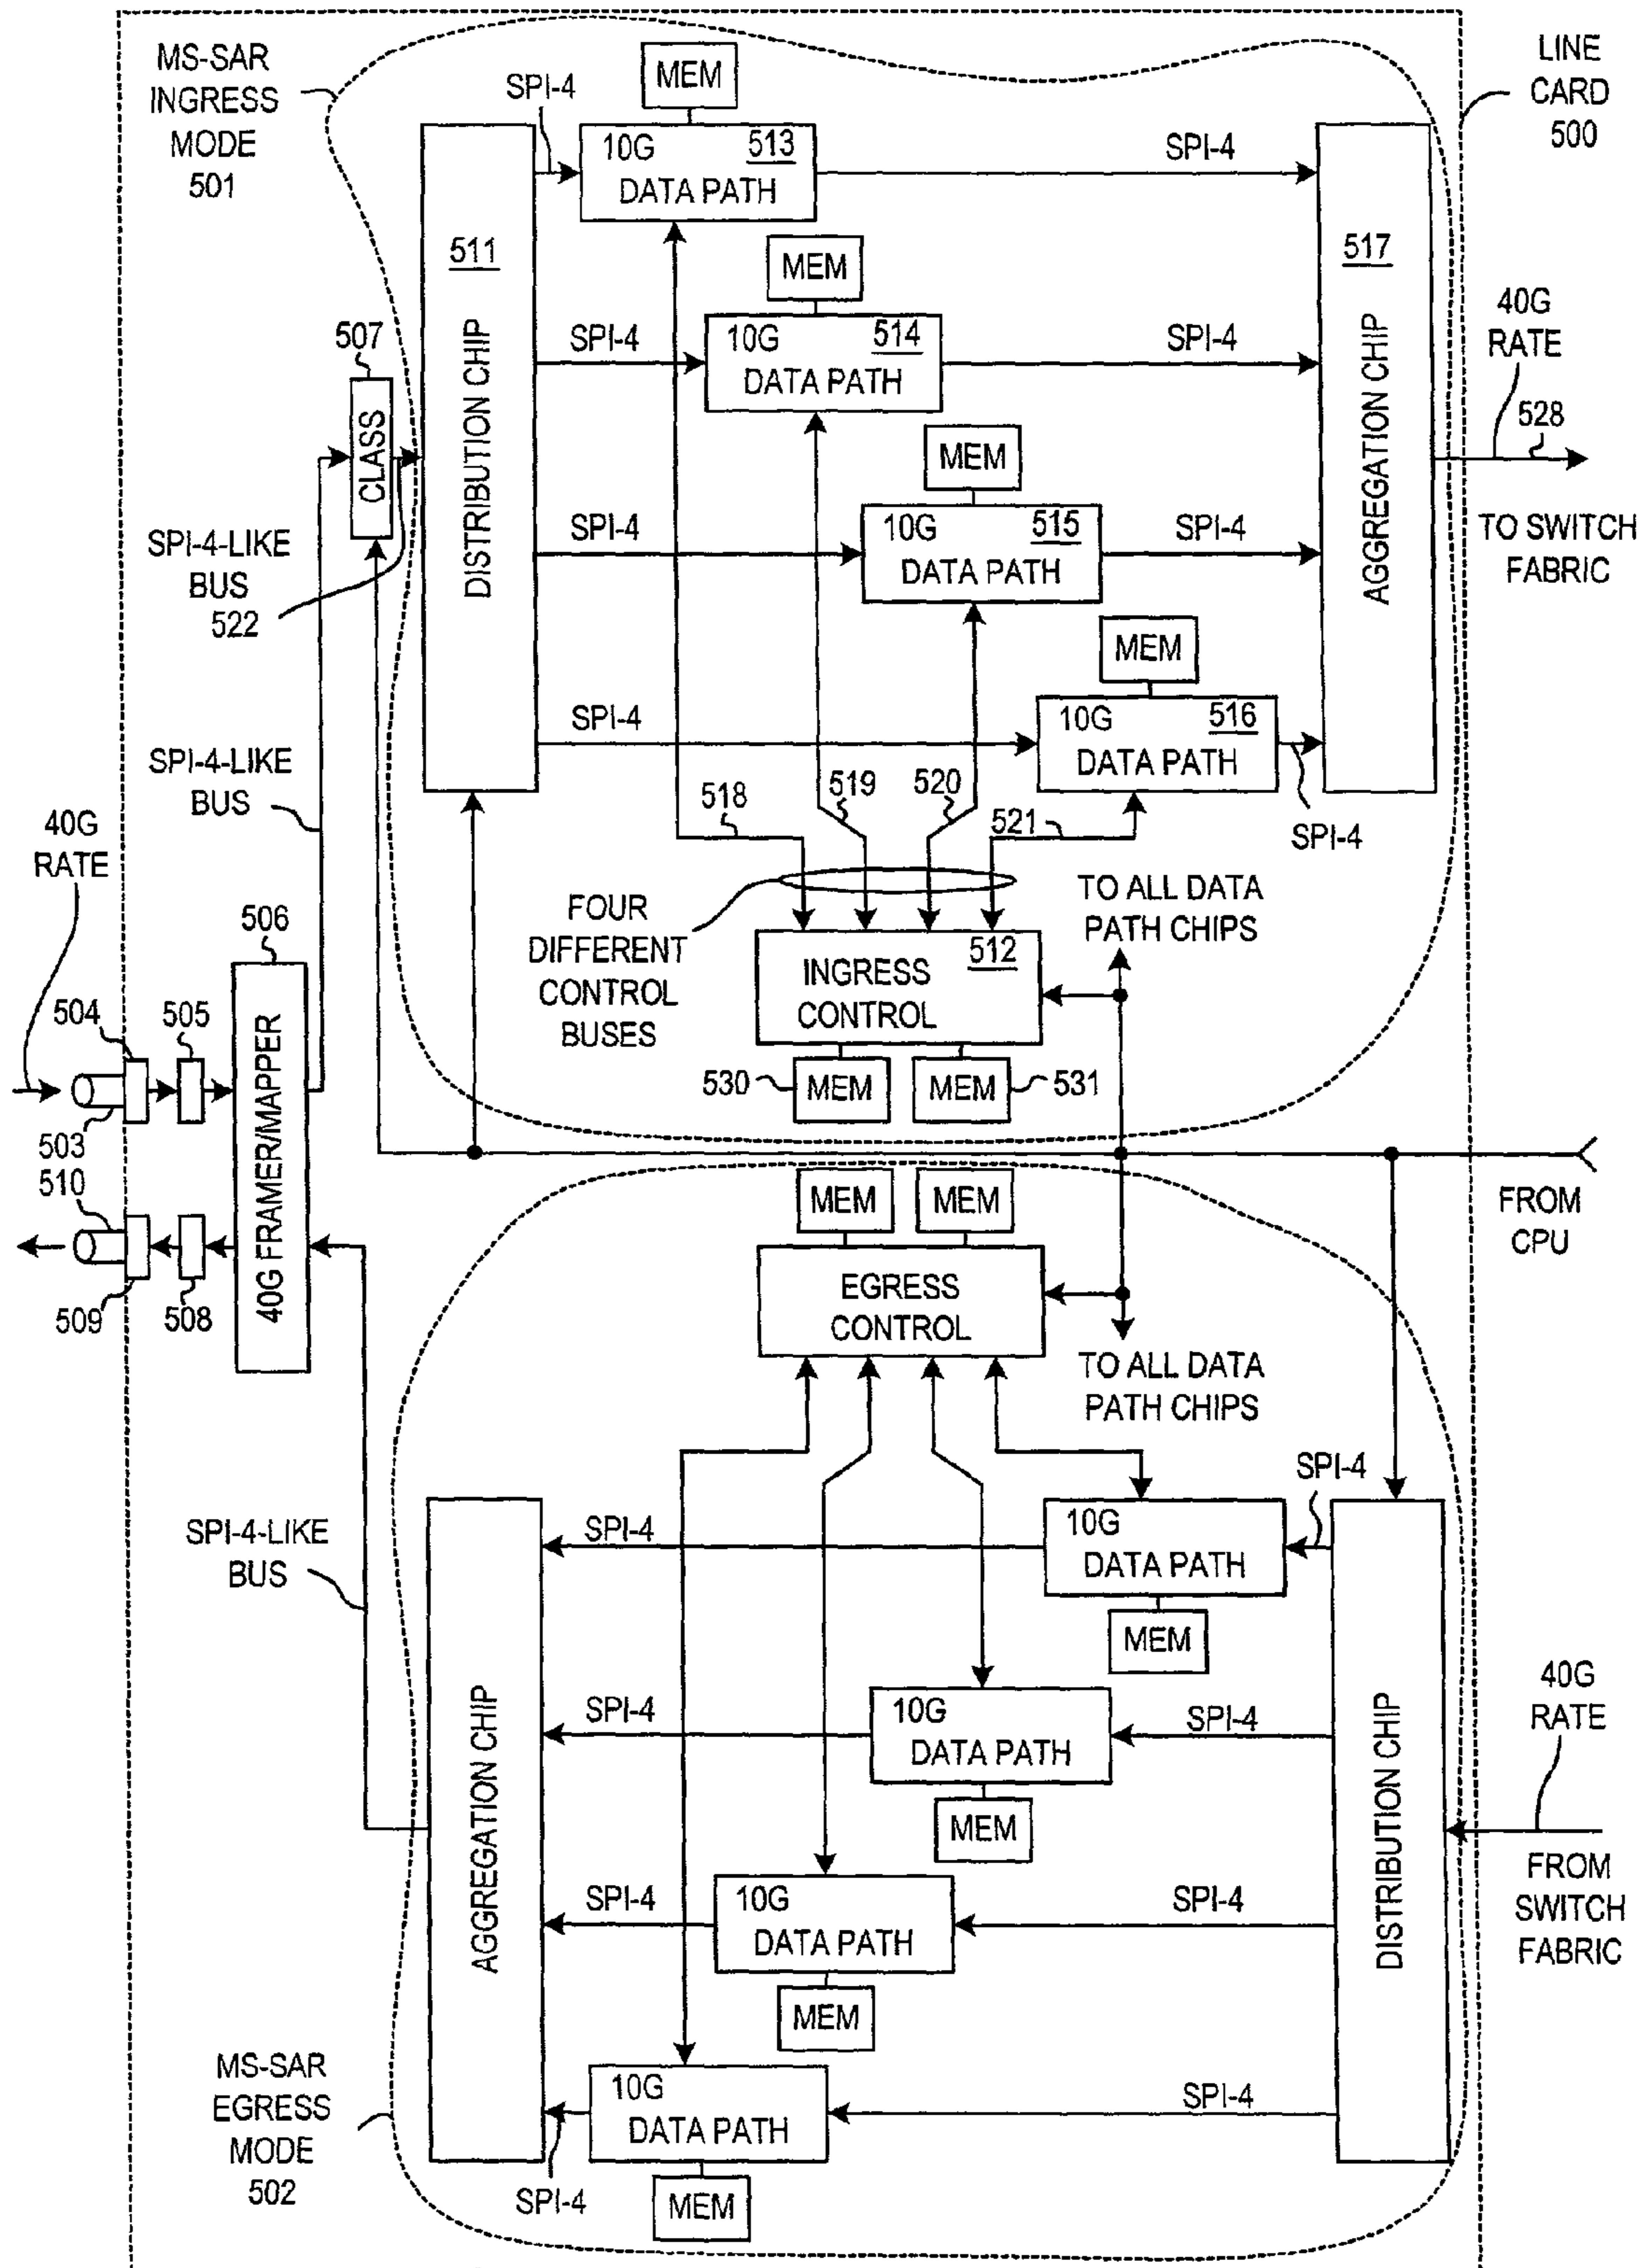 MS-SAR
INGRESS
MODE
501
LINE
CARD
500
MEM
SPI-4
10G 513
DATA PATH
SPI-4
511
DISTRIBUTION CHIP
517
AGGREGATION CHIP
MEM
SPI-4
10G 514
DATA PATH
SPI-4
40G
RATE
528
TO SWITCH
FABRIC
507
CLASS
SPI-4-LIKE
BUS
522
MEM
SPI-4
10G 515
DATA PATH
SPI-4
MEM
SPI-4
10G 516
DATA PATH
SPI-4
SPI-4-LIKE
BUS
518
519
520
521
40G
RATE
FOUR
DIFFERENT
CONTROL
BUSES
TO ALL DATA
PATH CHIPS
512
INGRESS
CONTROL
530
MEM
MEM
531
506
40G FRAMER/MAPPER
504
505
503
510
509
508
FROM
CPU
MEM
MEM
EGRESS
CONTROL
TO ALL DATA
PATH CHIPS
SPI-4-LIKE
BUS
AGGREGATION CHIP
DISTRIBUTION CHIP
SPI-4
10G
DATA PATH
SPI-4
MEM
SPI-4
10G
DATA PATH
SPI-4
MEM
40G
RATE
FROM
SWITCH
FABRIC
SPI-4
10G
DATA PATH
SPI-4
MEM
MS-SAR
EGRESS
MODE
502
SPI-4
10G
DATA PATH
SPI-4
MEM